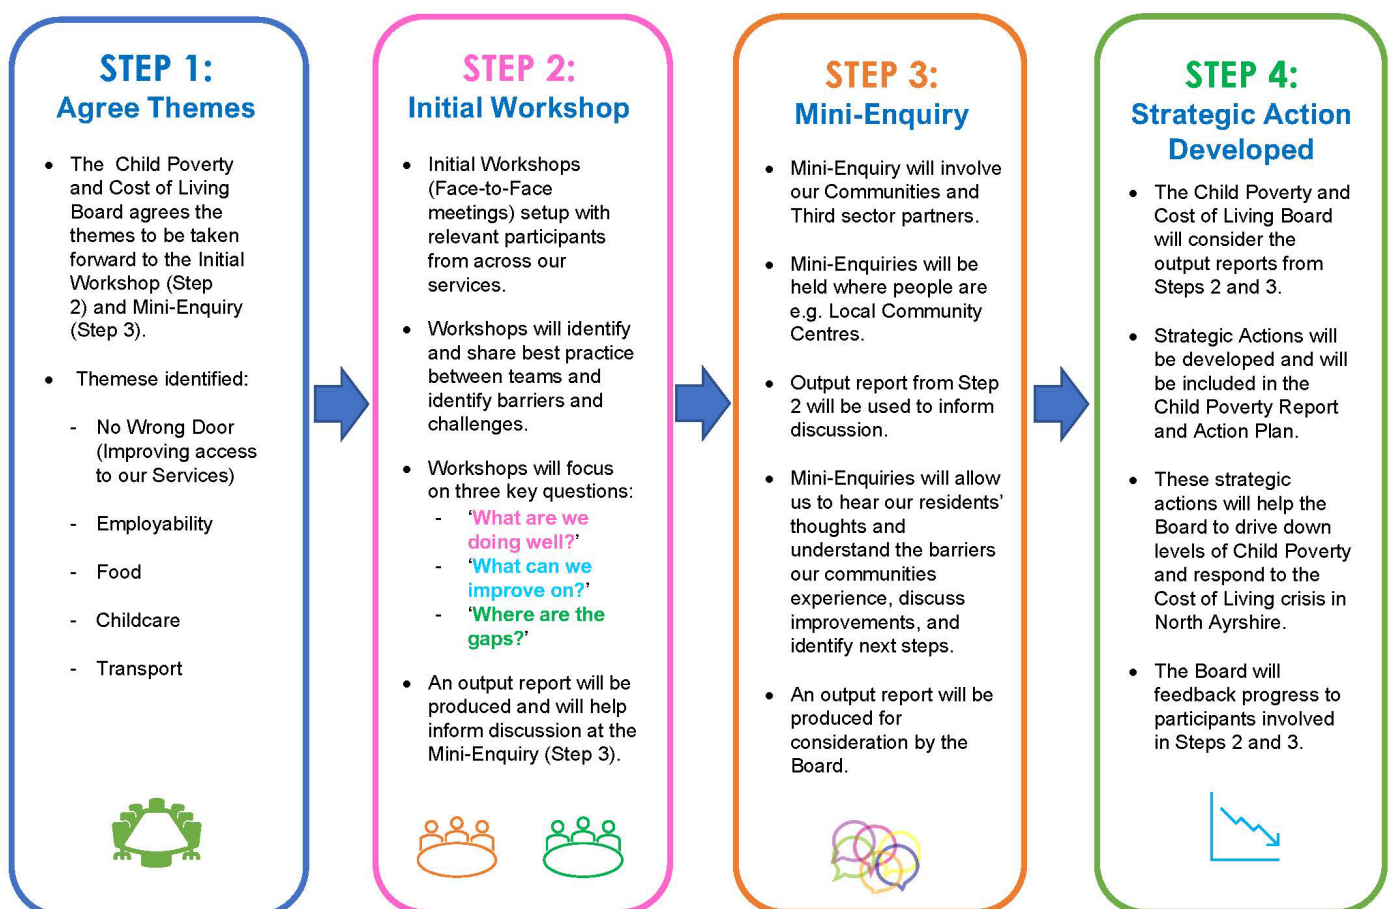 STEP 1:
Agree Themes
• The Child Poverty
and Cost of Living
Board agrees the
themes to be taken
forward to the Initial
Workshop (Step
2) and Mini-Enquiry
(Step 3).
• Themese identified:
- No Wrong Door
(Improving access
to our Services)
- Employability
- Food
- Childcare
- Transport
STEP 2:
Initial Workshop
• Initial Workshops
(Face-to-Face
meetings) setup with
relevant participants
from across our
services.
• Workshops will identify
and share best practice
between teams and
identify barriers and
challenges.
• Workshops will focus
on three key questions:
- ‘What are we
doing well?’
- ‘What can we
improve on?’
- ‘Where are the
gaps?’
• An output report will be
produced and will help
inform discussion at the
Mini-Enquiry (Step 3).
STEP 3:
Mini-Enquiry
• Mini-Enquiry will involve
our Communities and
Third sector partners.
• Mini-Enquiries will be
held where people are
e.g. Local Community
Centres.
• Output report from Step
2 will be used to inform
discussion.
• Mini-Enquiries will allow
us to hear our residents’
thoughts and
understand the barriers
our communities
experience, discuss
improvements, and
identify next steps.
• An output report will be
produced for
consideration by the
Board.
STEP 4:
Strategic Action
Developed
• The Child Poverty and
Cost of Living Board
will consider the
output reports from
Steps 2 and 3.
• Strategic Actions will
be developed and will
be included in the
Child Poverty Report
and Action Plan.
• These strategic
actions will help the
Board to drive down
levels of Child Poverty
and respond to the
Cost of Living crisis in
North Ayrshire.
• The Board will
feedback progress to
participants involved
in Steps 2 and 3.